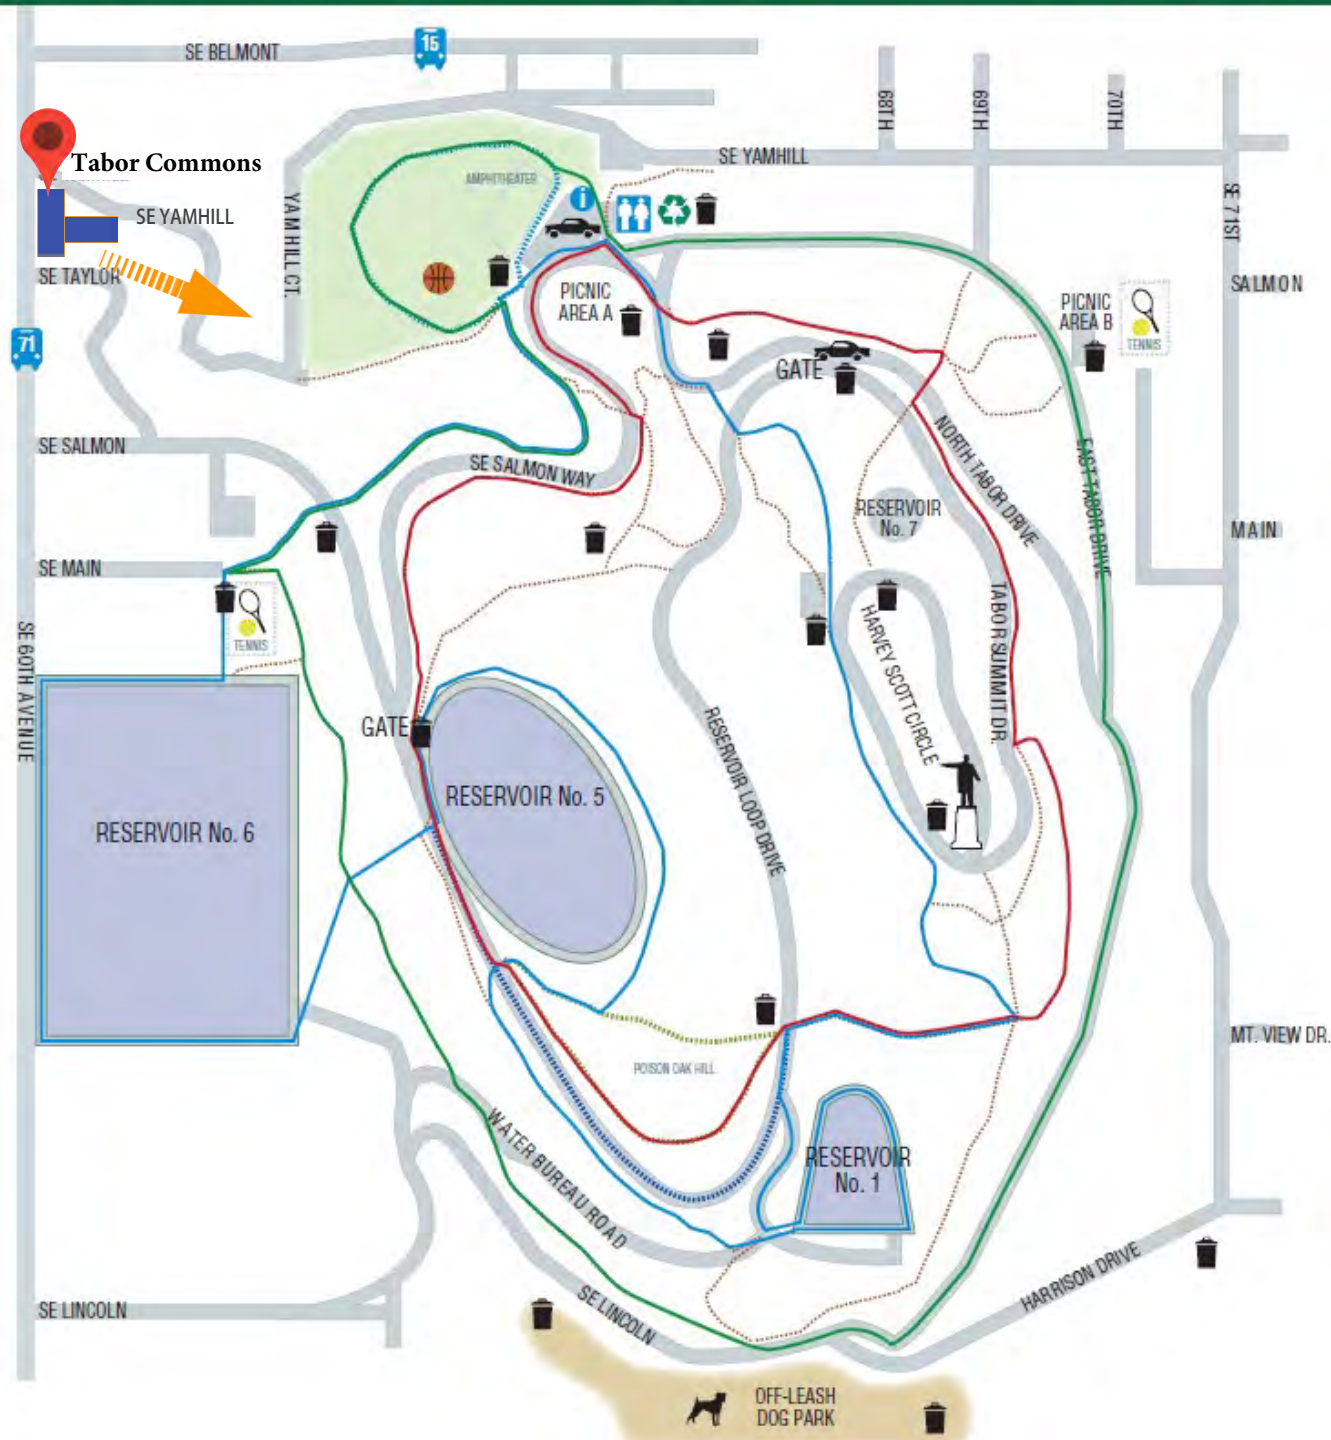 SE BELMONT
15
68TH
69TH
70TH
Tabor Commons
SE YAMHILL
AMPHITHEATER
i
SE 71ST
YAMHILL CT.
SE YAMHILL
SE TAYLOR
SALMON
PICNIC
AREA A
PICNIC
AREA B
TENNIS
71
GATE
SE SALMON
SE SALMON WAY
NORTH TABOR DRIVE
EAST TABOR DRIVE
RESERVOIR
No. 7
MAIN
SE MAIN
TENNIS
SE 60TH AVENUE
HARVEY SCOTT CIRCLE
TABOR SUMMIT DR.
GATE
RESERVOIR LOOP DRIVE
RESERVOIR No. 5
RESERVOIR No. 6
MT. VIEW DR.
POISON OAK HILL
WATER BUREAU ROAD
RESERVOIR
No. 1
HARRISON DRIVE
SE LINCOLN
SE LINCOLN
OFF-LEASH
DOG PARK